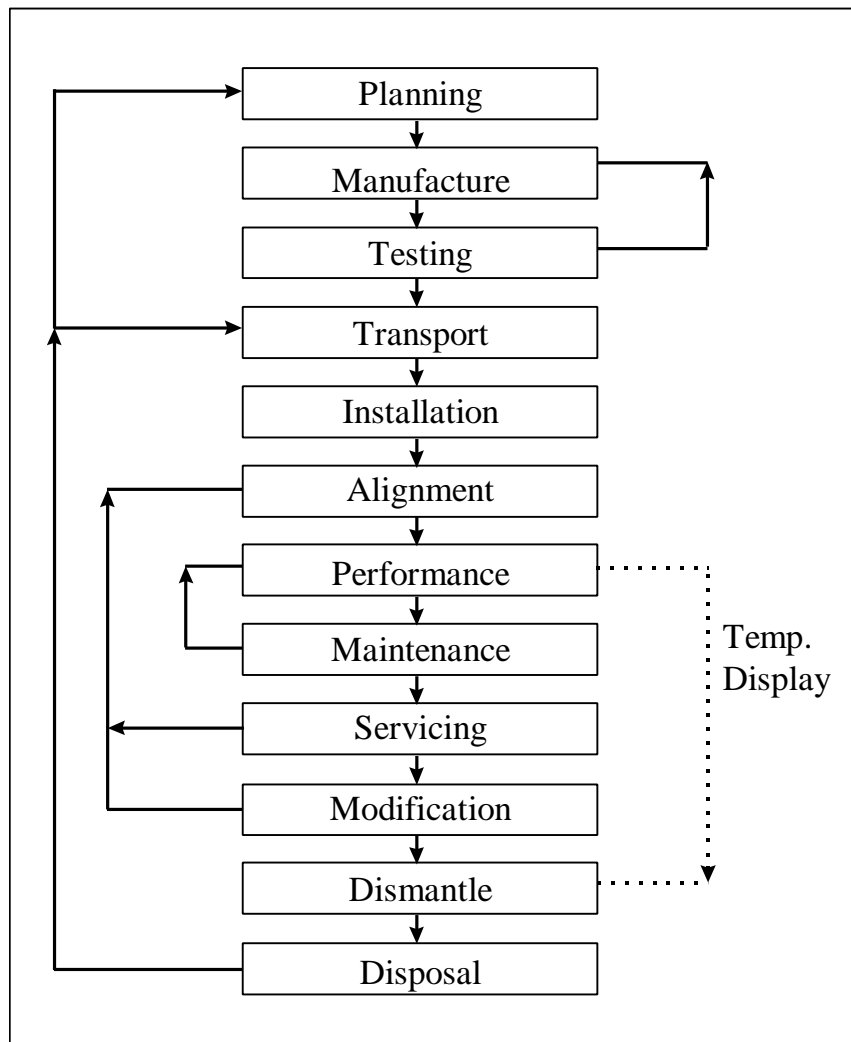 Planning
Manufacture
Testing
Transport
Installation
Alignment
Performance
Maintenance
Temp.
Display
Servicing
Modification
Dismantle
Disposal